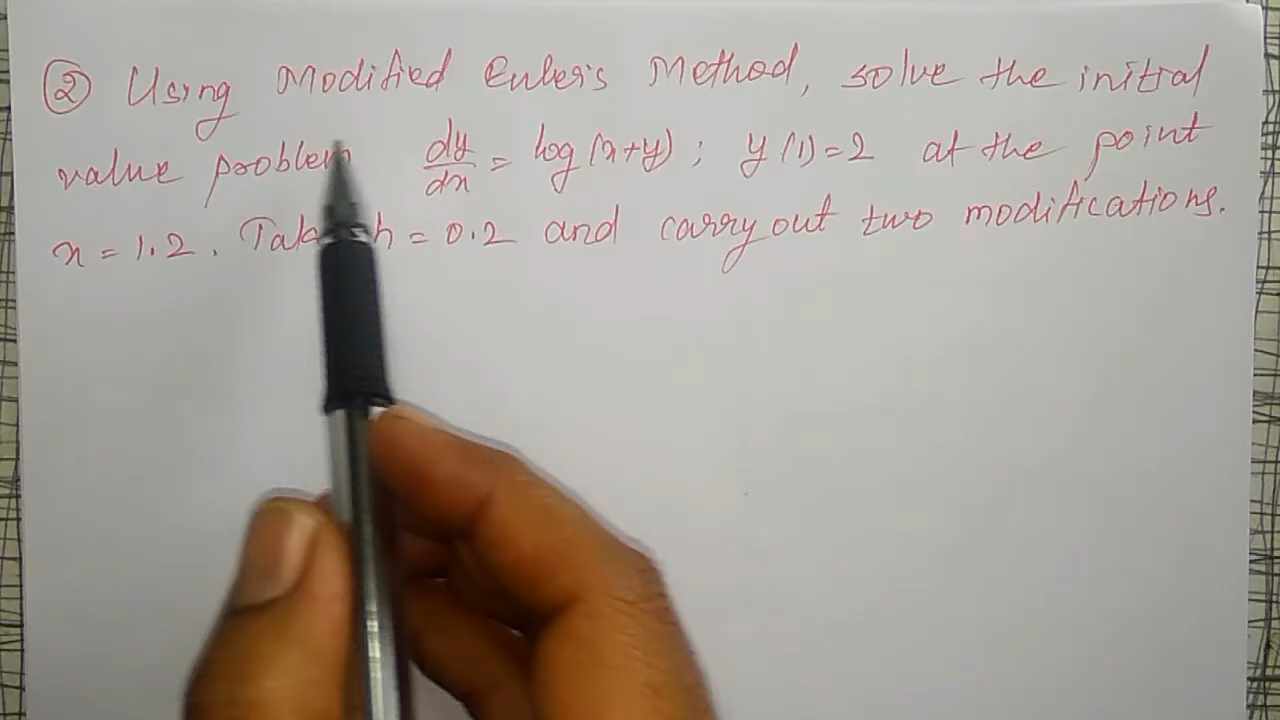 ② Using Modified Euler's Method, solve the initial
value problem dy/dx = log(x+y); y(1)=2 at the point
x = 1.2. Tak h = 0.2 and carry out two modifications.